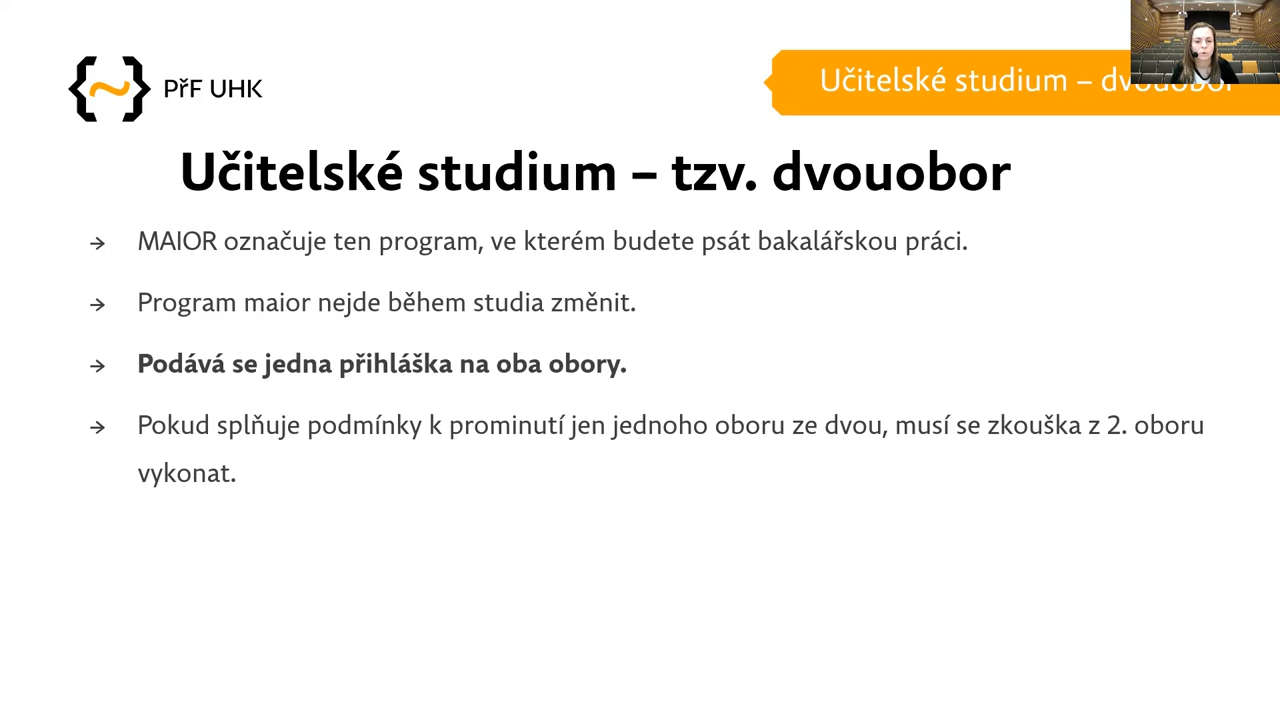 PřF UHK
Učitelské studium – dvouobor
Učitelské studium – tzv. dvouobor
→ MAIOR označuje ten program, ve kterém budete psát bakalářskou práci.
→ Program maior nejde během studia změnit.
→ Podává se jedna přihláška na oba obory.
→ Pokud splňuje podmínky k prominutí jen jednoho oboru ze dvou, musí se zkouška z 2. oboru
vykonat.